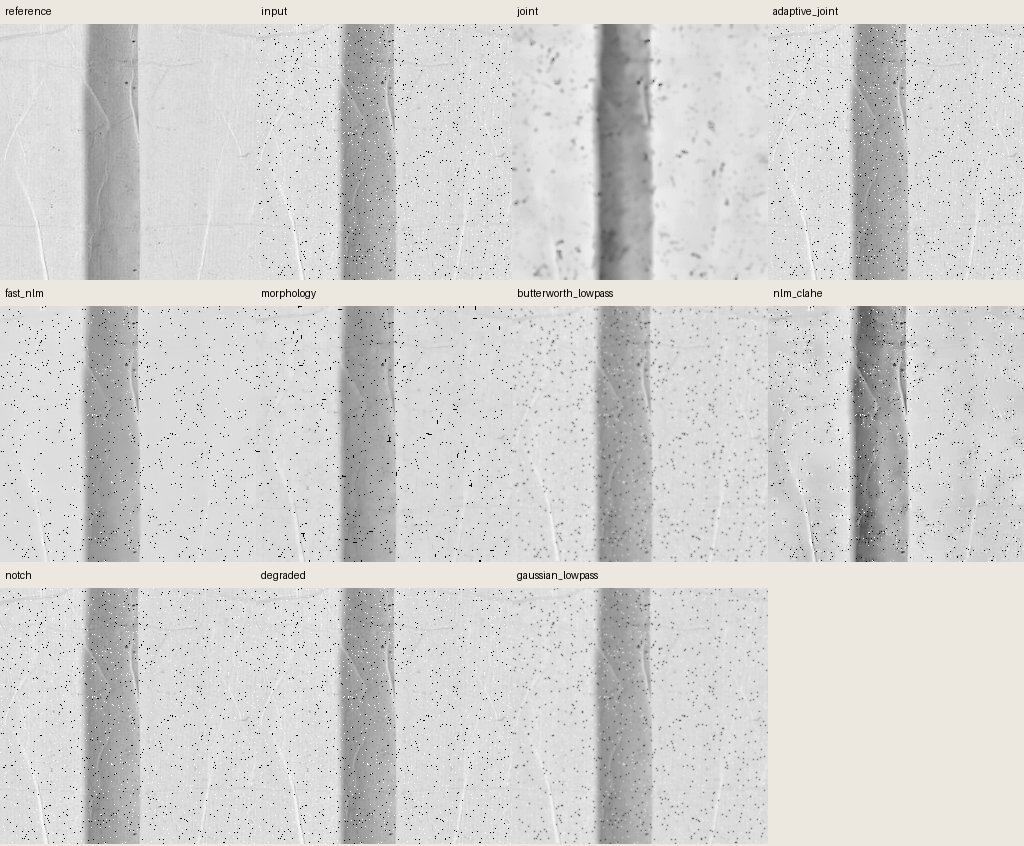 reference input joint adaptive_joint
fast_nlm morphology butterworth_lowpass nlm_clahe
notch degraded gaussian_lowpass